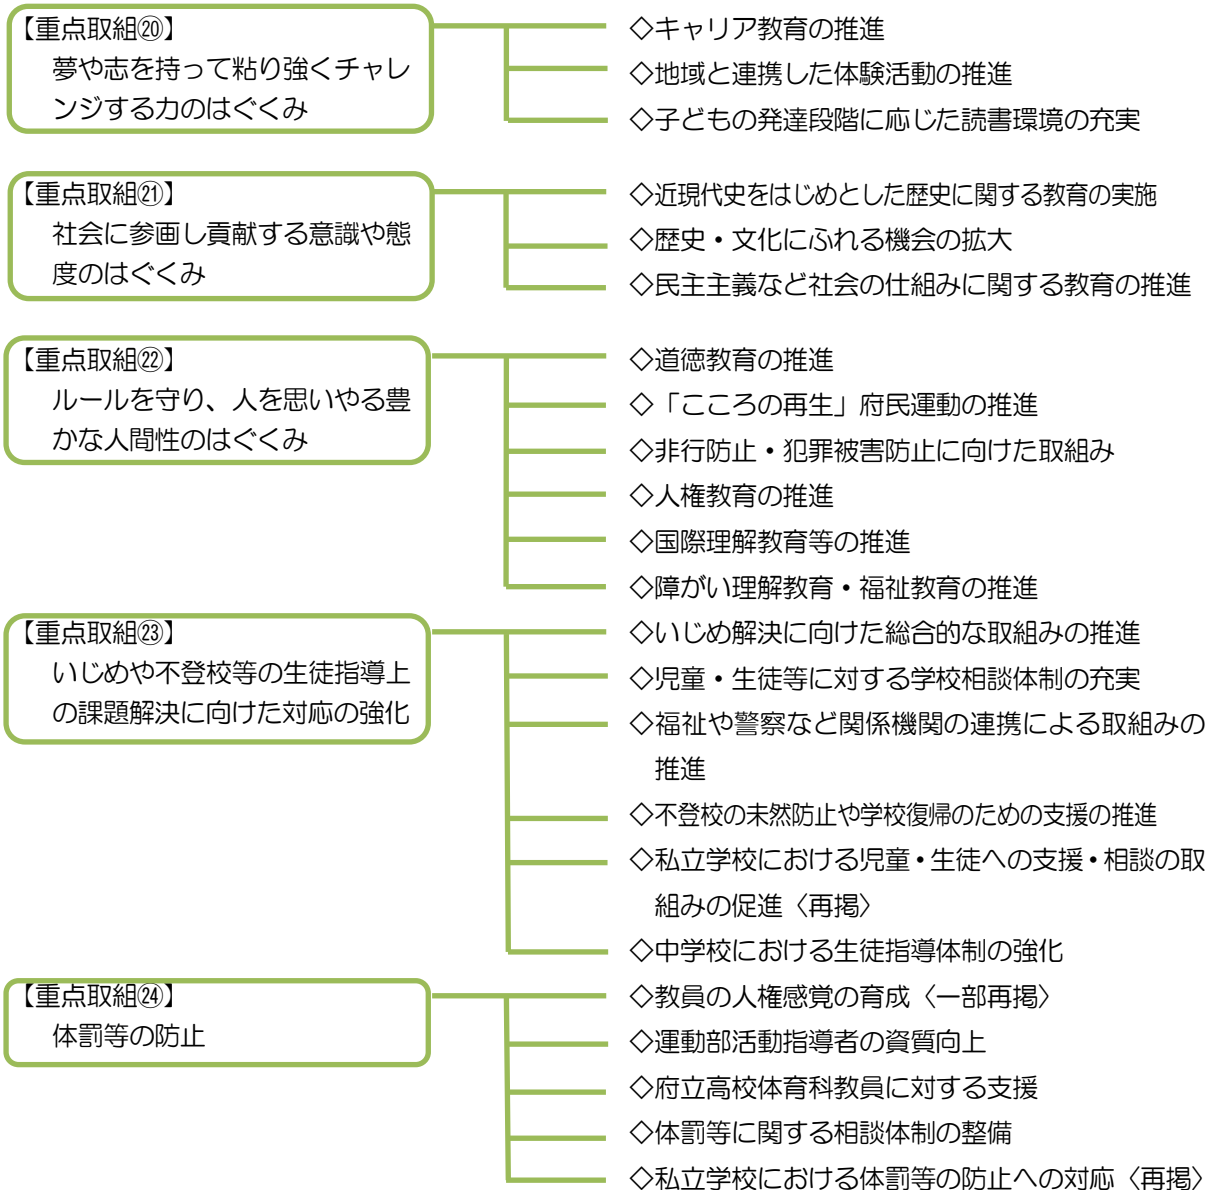 【重点取組⑳】
夢や志を持って粘り強くチャレ
ンジする力のはぐくみ
◇キャリア教育の推進
◇地域と連携した体験活動の推進
◇子どもの発達段階に応じた読書環境の充実
【重点取組㉑】
社会に参画し貢献する意識や態
度のはぐくみ
◇近現代史をはじめとした歴史に関する教育の実施
◇歴史・文化にふれる機会の拡大
◇民主主義など社会の仕組みに関する教育の推進
【重点取組㉒】
ルールを守り、人を思いやる豊
かな人間性のはぐくみ
◇道徳教育の推進
◇「こころの再生」府民運動の推進
◇非行防止・犯罪被害防止に向けた取組み
◇人権教育の推進
◇国際理解教育等の推進
◇障がい理解教育・福祉教育の推進
【重点取組㉓】
いじめや不登校等の生徒指導上
の課題解決に向けた対応の強化
◇いじめ解決に向けた総合的な取組みの推進
◇児童・生徒等に対する学校相談体制の充実
◇福祉や警察など関係機関の連携による取組みの
推進
◇不登校の未然防止や学校復帰のための支援の推進
◇私立学校における児童・生徒への支援・相談の取
組みの促進〈再掲〉
◇中学校における生徒指導体制の強化
【重点取組㉔】
体罰等の防止
◇教員の人権感覚の育成〈一部再掲〉
◇運動部活動指導者の資質向上
◇府立高校体育科教員に対する支援
◇体罰等に関する相談体制の整備
◇私立学校における体罰等の防止への対応〈再掲〉